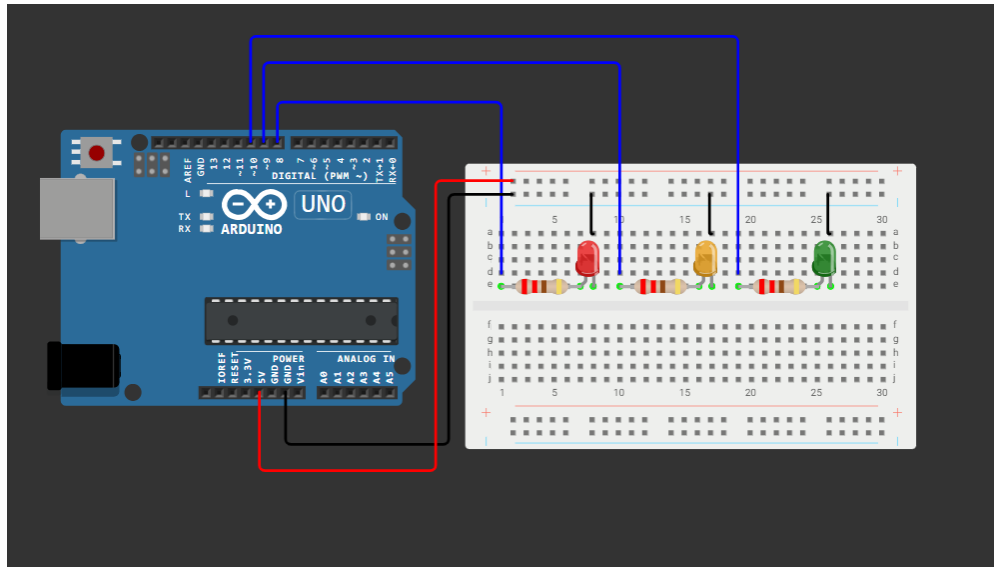 AREF
GND
13
12
~11
~10
~9
8
7
~6
~5
4
~3
2
TX→1
RX←0
DIGITAL (PWM ~)
L
UNO
TX
RX
ON
ARDUINO
IOREF
RESET
3.3V
5V
GND
GND
Vin
POWER
ANALOG IN
A0
A1
A2
A3
A4
A5
+ +
5 10 15 20 25 30
a a
b b
c c
d d
e e
f f
g g
h h
i i
j j
1 5 10 15 20 25 30
+ +